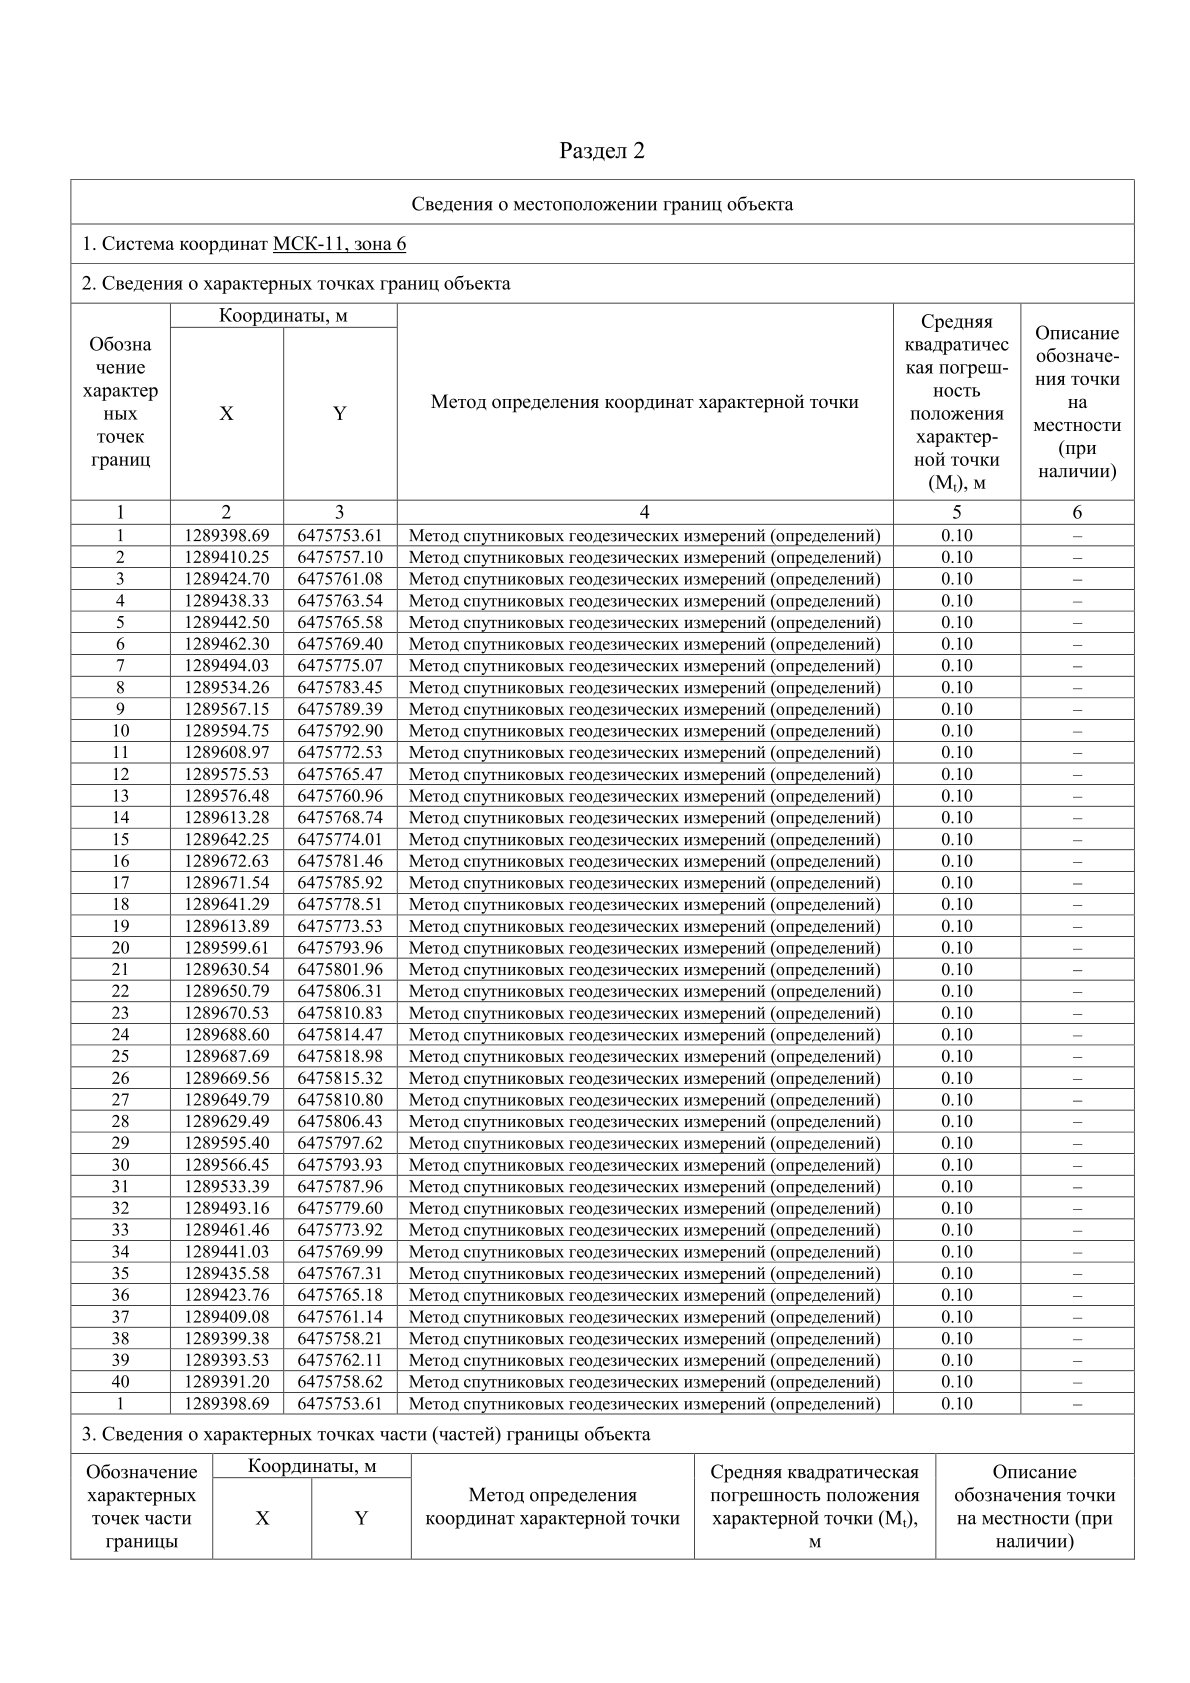 Раздел 2
Сведения о местоположении границ объекта
1. Система координат МСК-11, зона 6
2. Сведения о характерных точках границ объекта
Обозна
чение
характер
ных
точек
границ
Координаты, м
X
Y
Метод определения координат характерной точки
Средняя
квадратичес
кая погреш-
ность
положения
характер-
ной точки
(Mt), м
Описание
обозначе-
ния точки
на
местности
(при
наличии)
1 2 3 4 5 6
1 1289398.69 6475753.61 Метод спутниковых геодезических измерений (определений) 0.10 –
2 1289410.25 6475757.10 Метод спутниковых геодезических измерений (определений) 0.10 –
3 1289424.70 6475761.08 Метод спутниковых геодезических измерений (определений) 0.10 –
4 1289438.33 6475763.54 Метод спутниковых геодезических измерений (определений) 0.10 –
5 1289442.50 6475765.58 Метод спутниковых геодезических измерений (определений) 0.10 –
6 1289462.30 6475769.40 Метод спутниковых геодезических измерений (определений) 0.10 –
7 1289494.03 6475775.07 Метод спутниковых геодезических измерений (определений) 0.10 –
8 1289534.26 6475783.45 Метод спутниковых геодезических измерений (определений) 0.10 –
9 1289567.15 6475789.39 Метод спутниковых геодезических измерений (определений) 0.10 –
10 1289594.75 6475792.90 Метод спутниковых геодезических измерений (определений) 0.10 –
11 1289608.97 6475772.53 Метод спутниковых геодезических измерений (определений) 0.10 –
12 1289575.53 6475765.47 Метод спутниковых геодезических измерений (определений) 0.10 –
13 1289576.48 6475760.96 Метод спутниковых геодезических измерений (определений) 0.10 –
14 1289613.28 6475768.74 Метод спутниковых геодезических измерений (определений) 0.10 –
15 1289642.25 6475774.01 Метод спутниковых геодезических измерений (определений) 0.10 –
16 1289672.63 6475781.46 Метод спутниковых геодезических измерений (определений) 0.10 –
17 1289671.54 6475785.92 Метод спутниковых геодезических измерений (определений) 0.10 –
18 1289641.29 6475778.51 Метод спутниковых геодезических измерений (определений) 0.10 –
19 1289613.89 6475773.53 Метод спутниковых геодезических измерений (определений) 0.10 –
20 1289599.61 6475793.96 Метод спутниковых геодезических измерений (определений) 0.10 –
21 1289630.54 6475801.96 Метод спутниковых геодезических измерений (определений) 0.10 –
22 1289650.79 6475806.31 Метод спутниковых геодезических измерений (определений) 0.10 –
23 1289670.53 6475810.83 Метод спутниковых геодезических измерений (определений) 0.10 –
24 1289688.60 6475814.47 Метод спутниковых геодезических измерений (определений) 0.10 –
25 1289687.69 6475818.98 Метод спутниковых геодезических измерений (определений) 0.10 –
26 1289669.56 6475815.32 Метод спутниковых геодезических измерений (определений) 0.10 –
27 1289649.79 6475810.80 Метод спутниковых геодезических измерений (определений) 0.10 –
28 1289629.49 6475806.43 Метод спутниковых геодезических измерений (определений) 0.10 –
29 1289595.40 6475797.62 Метод спутниковых геодезических измерений (определений) 0.10 –
30 1289566.45 6475793.93 Метод спутниковых геодезических измерений (определений) 0.10 –
31 1289533.39 6475787.96 Метод спутниковых геодезических измерений (определений) 0.10 –
32 1289493.16 6475779.60 Метод спутниковых геодезических измерений (определений) 0.10 –
33 1289461.46 6475773.92 Метод спутниковых геодезических измерений (определений) 0.10 –
34 1289441.03 6475769.99 Метод спутниковых геодезических измерений (определений) 0.10 –
35 1289435.58 6475767.31 Метод спутниковых геодезических измерений (определений) 0.10 –
36 1289423.76 6475765.18 Метод спутниковых геодезических измерений (определений) 0.10 –
37 1289409.08 6475761.14 Метод спутниковых геодезических измерений (определений) 0.10 –
38 1289399.38 6475758.21 Метод спутниковых геодезических измерений (определений) 0.10 –
39 1289393.53 6475762.11 Метод спутниковых геодезических измерений (определений) 0.10 –
40 1289391.20 6475758.62 Метод спутниковых геодезических измерений (определений) 0.10 –
1 1289398.69 6475753.61 Метод спутниковых геодезических измерений (определений) 0.10 –
3. Сведения о характерных точках части (частей) границы объекта
Обозначение
характерных
точек части
границы
Координаты, м
X
Y
Метод определения
координат характерной точки
Средняя квадратическая
погрешность положения
характерной точки (Mt),
м
Описание
обозначения точки
на местности (при
наличии)